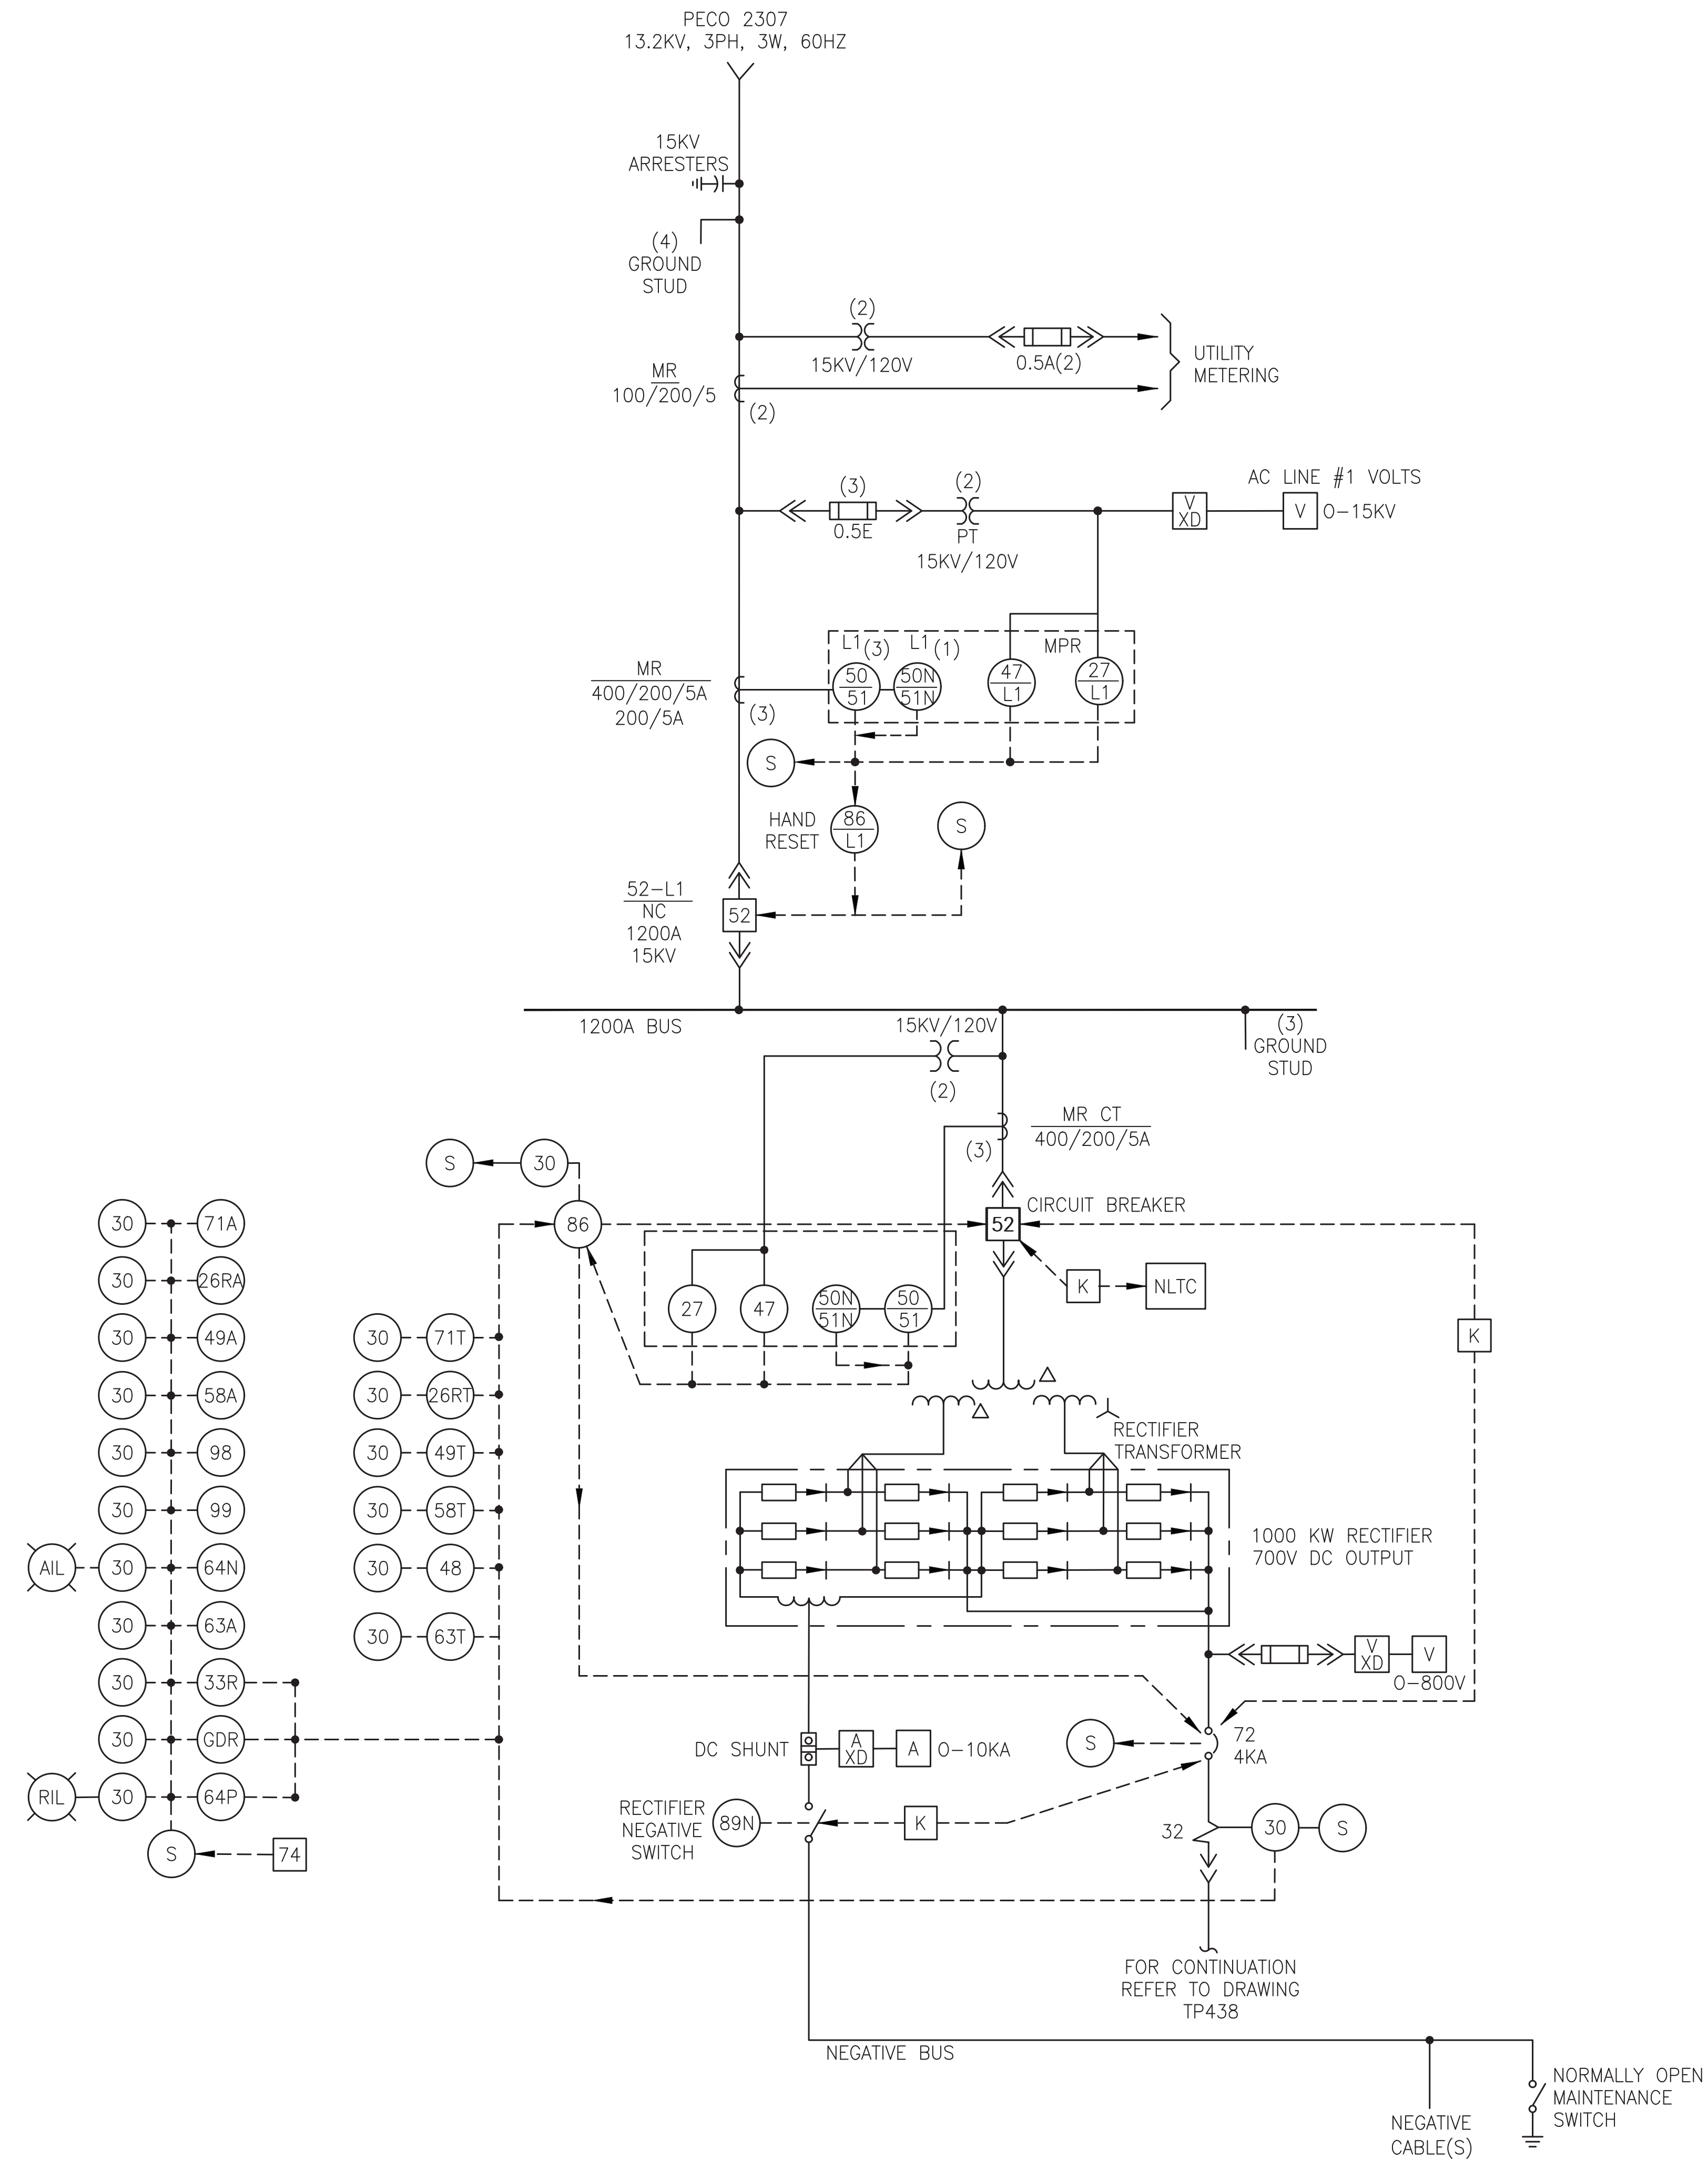 PECO 2307
13.2KV, 3PH, 3W, 60HZ
15KV
ARRESTERS
(4)
GROUND
STUD
(2)
15KV/120V
0.5A(2)
UTILITY
METERING
MR
100/200/5
(2)
(3)
0.5E
(2)
PT
15KV/120V
V
XD
AC LINE #1 VOLTS
V
0-15KV
MR
400/200/5A
200/5A
(3)
L1
(3)
L1
(1)
MPR
50
51
50N
51N
47
L1
27
L1
S
HAND
RESET
86
L1
S
52-L1
NC
1200A
15KV
52
1200A BUS
15KV/120V
(2)
(3)
GROUND
STUD
MR CT
400/200/5A
(3)
S
30
86
CIRCUIT BREAKER
52
K
NLTC
K
27
47
50N
51N
50
51
30
71A
30
26RA
30
49A
30
58A
30
98
30
99
AIL
30
64N
30
63A
30
33R
30
GDR
RIL
30
64P
S
74
30
71T
30
26RT
30
49T
30
58T
30
48
30
63T
RECTIFIER
TRANSFORMER
1000 KW RECTIFIER
700V DC OUTPUT
V
XD
V
0-800V
DC SHUNT
A
XD
A
0-10KA
S
72
4KA
RECTIFIER
NEGATIVE
SWITCH
89N
K
32
30
S
FOR CONTINUATION
REFER TO DRAWING
TP438
NEGATIVE BUS
NEGATIVE
CABLE(S)
NORMALLY OPEN
MAINTENANCE
SWITCH